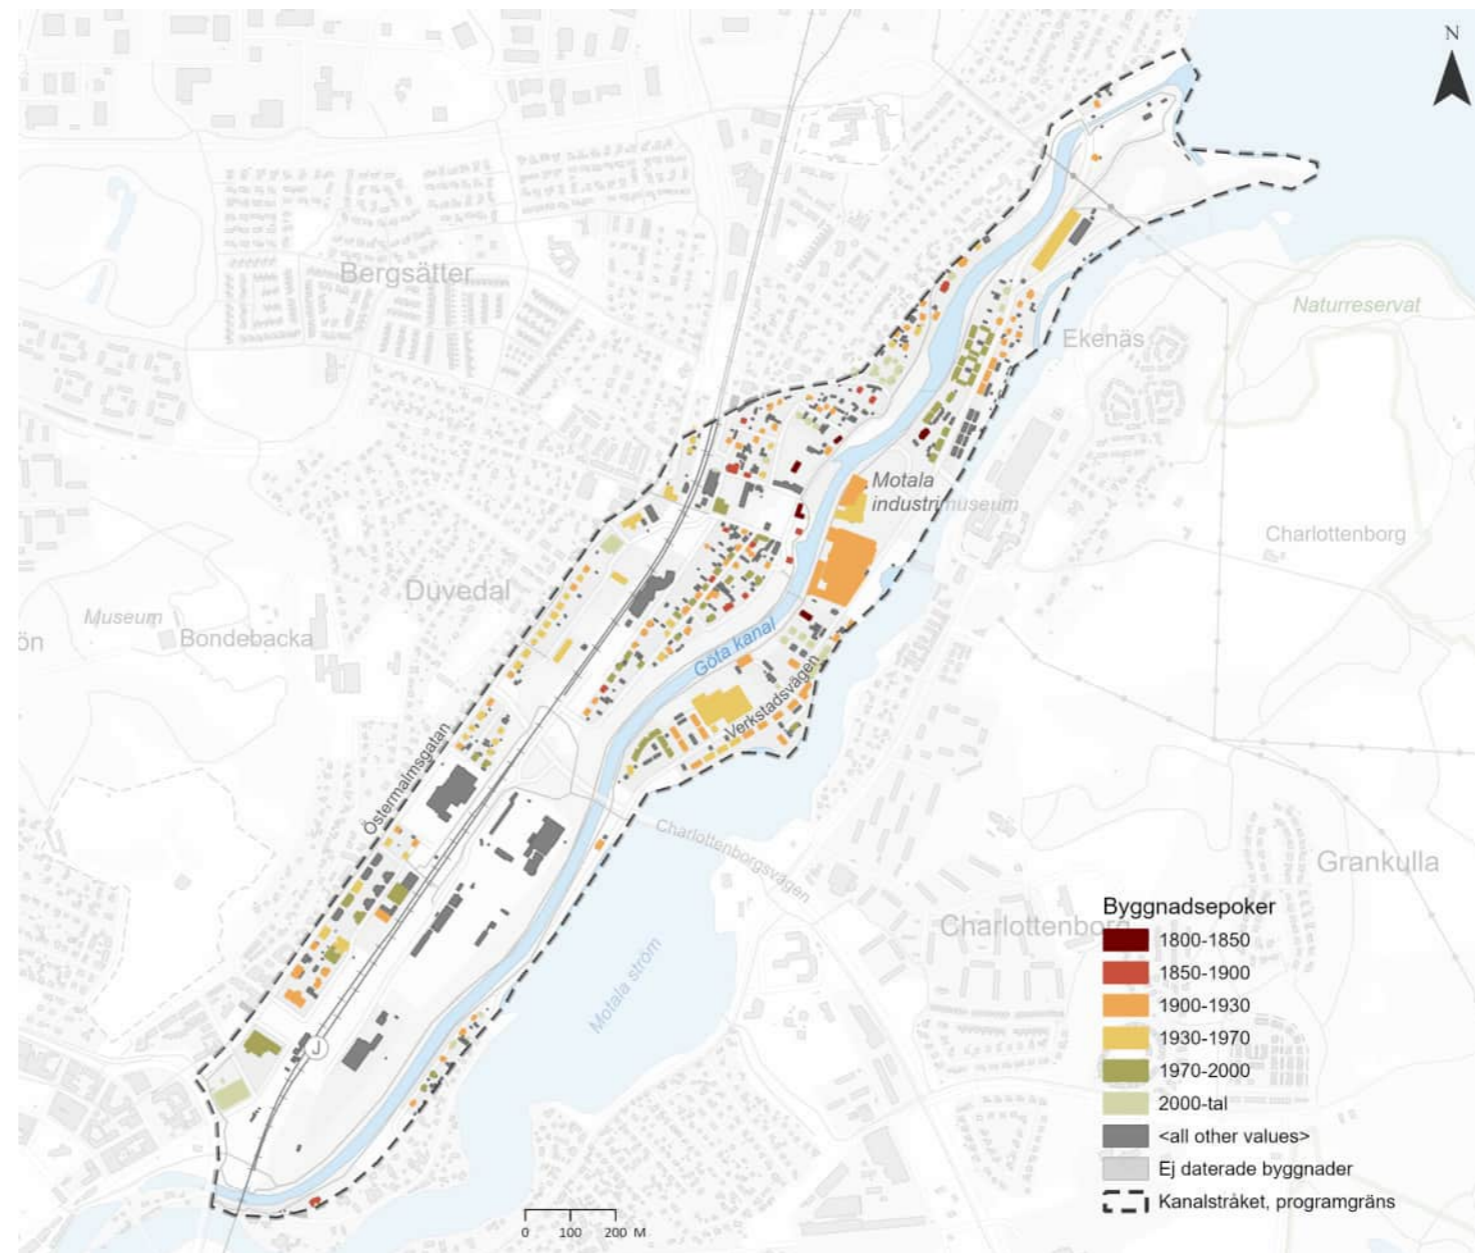 N
Bergsätter
Naturreservat
Ekenäs
Motala
industrimuseum
Charlottenborg
Duvedal
Museum
ön
Bondebacka
Göta kanal
Verkstadsvägen
Östermalmsgatan
Charlottenborgsvägen
Grankulla
Charlottenborg
Motala ström
J
Byggnadsepoker
1800-1850
1850-1900
1900-1930
1930-1970
1970-2000
2000-tal
<all other values>
Ej daterade byggnader
Kanalstråket, programgräns
0 100 200 M